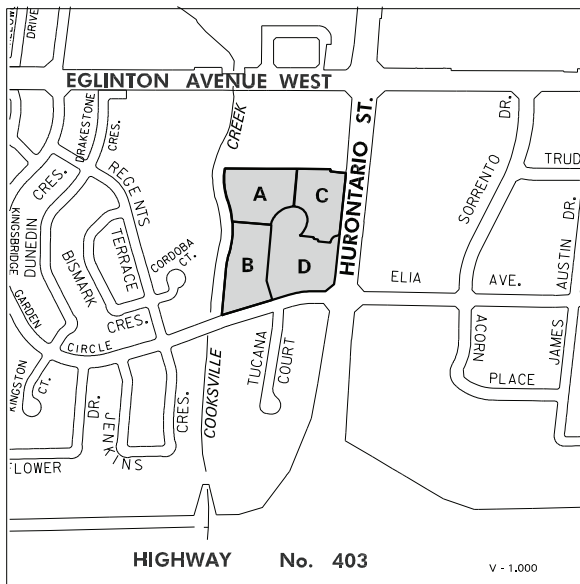 DRIVE
EGLINTON AVENUE WEST
DR.
DRAKESTONE
CRES.
CREEK
HURONTARIO ST.
TRUD
CRES.
REGENTS
A
C
SORRENTO
DR.
KINGSBRIDGE
DUNEDIN
TERRACE
BISMARK
CORDOBA
CT.
B
D
ELIA
AVE.
AUSTIN
GARDEN
CRES.
CIRCLE
ACORN
JAMES
TUCANA
COURT
COOKSVILLE
PLACE
CT.
DR.
CRES.
JENKINS
FLOWER
HIGHWAY No. 403
V - 1.000